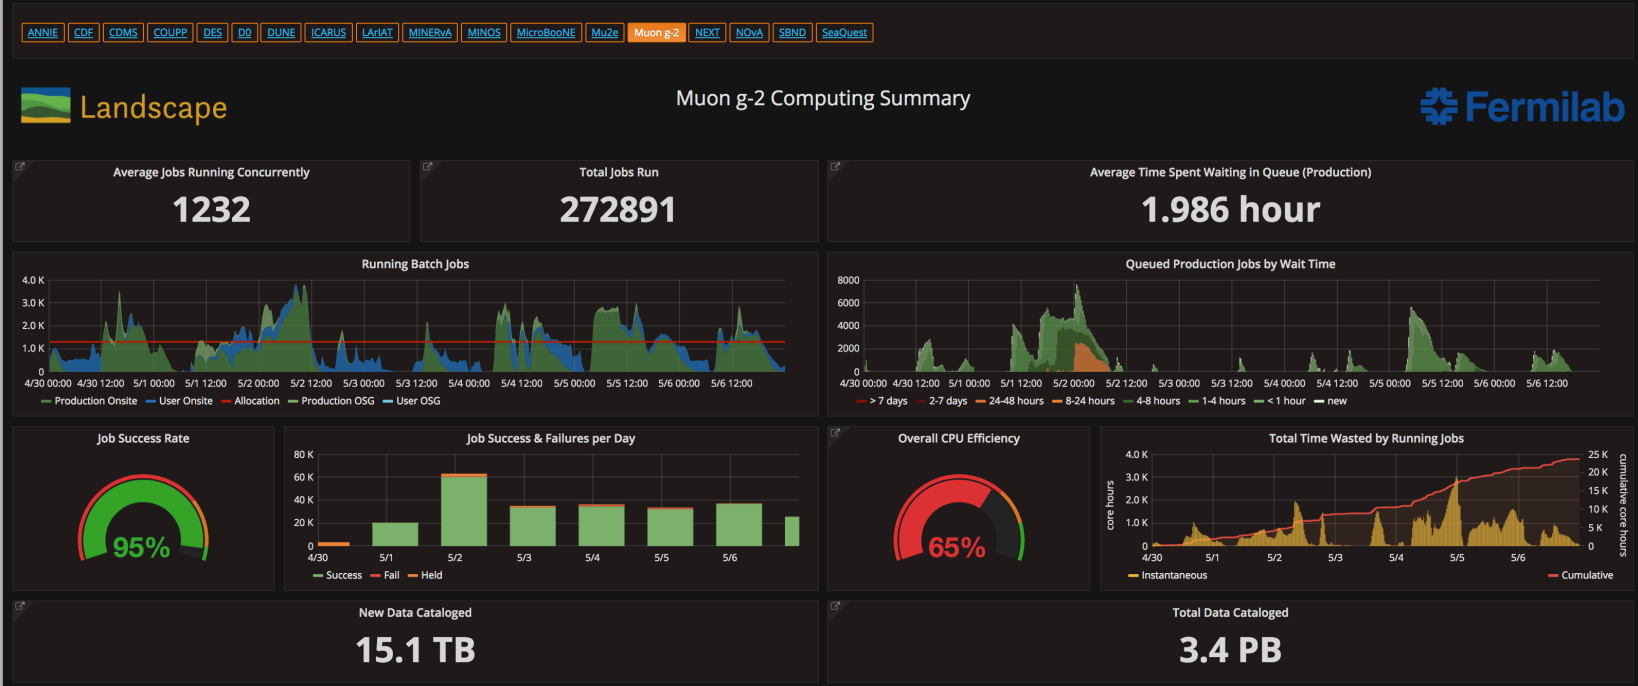 ANNIE CDF CDMS COUPP DES D0 DUNE ICARUS LArIAT MINERvA MINOS MicroBooNE Mu2e Muon g-2 NEXT NOvA SBND SeaQuest
Landscape
Muon g-2 Computing Summary
Fermilab
Average Jobs Running Concurrently
1232
Total Jobs Run
272891
Average Time Spent Waiting in Queue (Production)
1.986 hour
Running Batch Jobs
4.0 K
3.0 K
2.0 K
1.0 K
0
4/30 00:00 4/30 12:00 5/1 00:00 5/1 12:00 5/2 00:00 5/2 12:00 5/3 00:00 5/3 12:00 5/4 00:00 5/4 12:00 5/5 00:00 5/5 12:00 5/6 00:00 5/6 12:00
Production Onsite User Onsite Allocation Production OSG User OSG
Queued Production Jobs by Wait Time
8000
6000
4000
2000
0
4/30 00:00 4/30 12:00 5/1 00:00 5/1 12:00 5/2 00:00 5/2 12:00 5/3 00:00 5/3 12:00 5/4 00:00 5/4 12:00 5/5 00:00 5/5 12:00 5/6 00:00 5/6 12:00
> 7 days 2-7 days 24-48 hours 8-24 hours 4-8 hours 1-4 hours < 1 hour new
Job Success Rate
95%
Job Success & Failures per Day
80 K
60 K
40 K
20 K
0
4/30 5/1 5/2 5/3 5/4 5/5 5/6
Success Fail Held
Overall CPU Efficiency
65%
Total Time Wasted by Running Jobs
core hours
4.0 K
3.0 K
2.0 K
1.0 K
0
25 K
20 K
15 K
10 K
5 K
0
cumulative core hours
4/30 5/1 5/2 5/3 5/4 5/5 5/6
Instantaneous Cumulative
New Data Cataloged
15.1 TB
Total Data Cataloged
3.4 PB